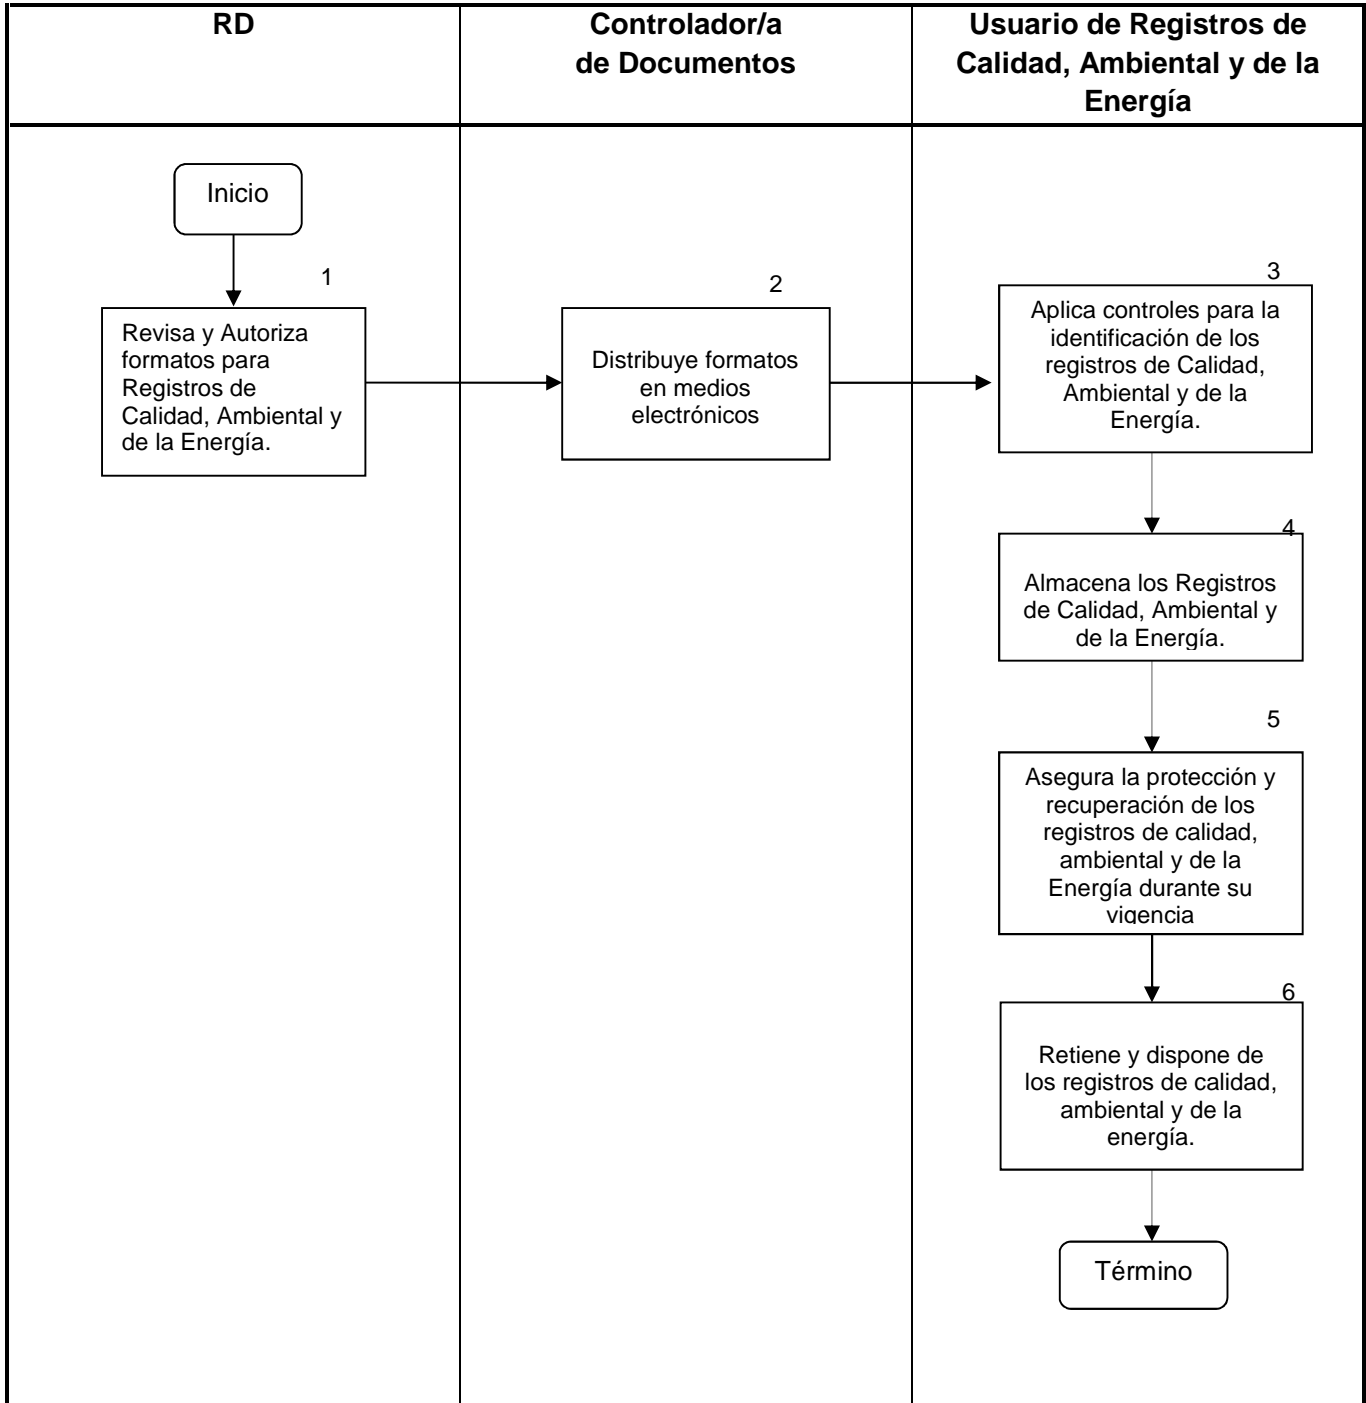 RD
Controlador/a
de Documentos
Usuario de Registros de
Calidad, Ambiental y de la
Energía
Inicio
1
Revisa y Autoriza
formatos para
Registros de
Calidad, Ambiental y
de la Energía.
2
Distribuye formatos
en medios
electrónicos
3
Aplica controles para la
identificación de los
registros de Calidad,
Ambiental y de la
Energía.
4
Almacena los Registros
de Calidad, Ambiental y
de la Energía.
5
Asegura la protección y
recuperación de los
registros de calidad,
ambiental y de la
Energía durante su
vigencia
6
Retiene y dispone de
los registros de calidad,
ambiental y de la
energía.
Término